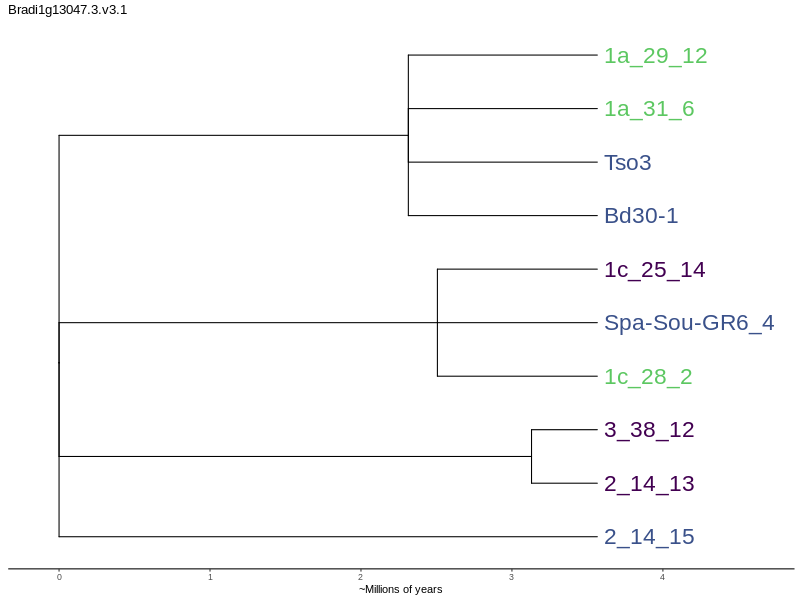 Bradi1g13047.3.v3.1
1a_29_12
1a_31_6
Tso3
Bd30-1
1c_25_14
Spa-Sou-GR6_4
1c_28_2
3_38_12
2_14_13
2_14_15
0 1 2 3 4
~Millions of years